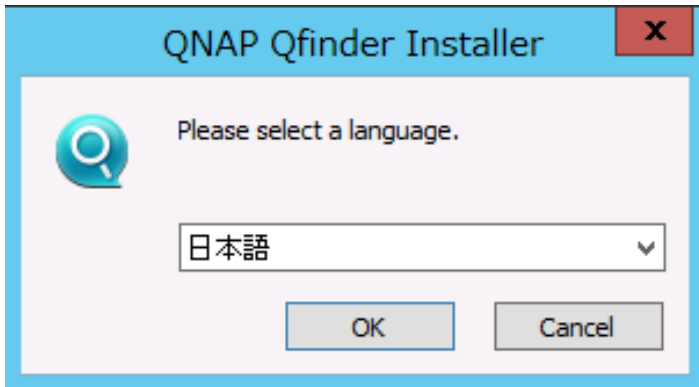 QNAP Qfinder Installer
x
Please select a language.
日本語
OK
Cancel